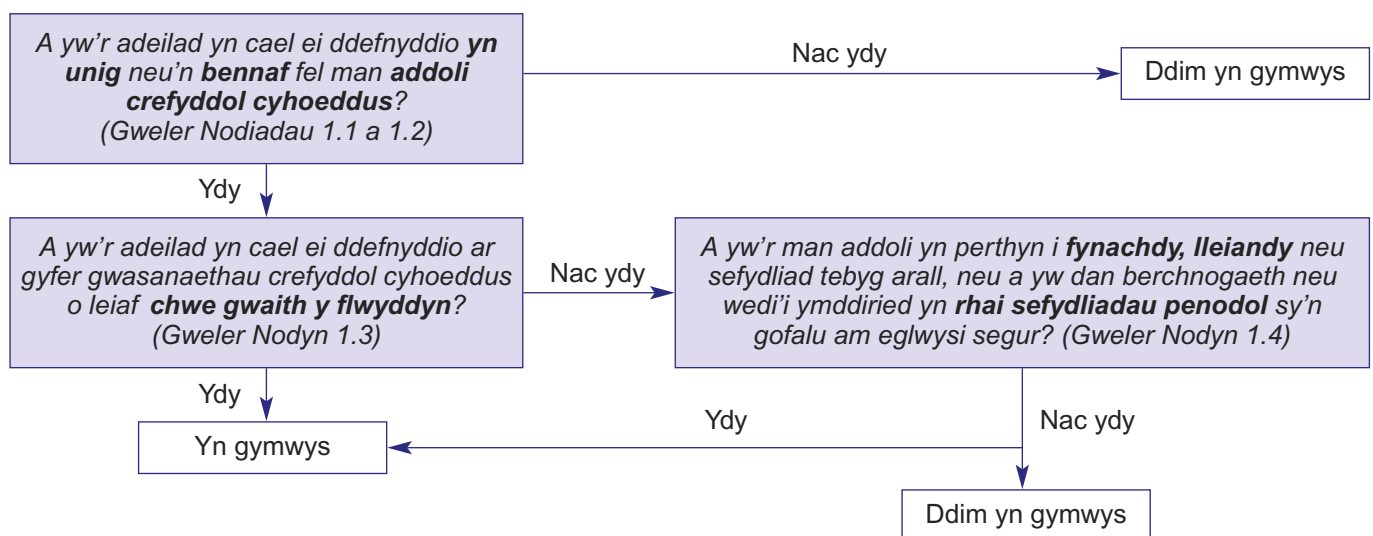 A yw'r adeilad yn cael ei ddefnyddio yn
unig neu'n bennaf fel man addoli
crefyddol cyhoeddus?
(Gweler Nodiadau 1.1 a 1.2)
Nac ydy
Ddim yn gymwys
Ydy
A yw'r adeilad yn cael ei ddefnyddio ar
gyfer gwasanaethau crefyddol cyhoeddus
o leiaf chwe gwaith y flwyddyn?
(Gweler Nodyn 1.3)
Nac ydy
A yw'r man addoli yn perthyn i fynachdy, lleiandy neu
sefydliad tebyg arall, neu a yw dan berchnogaeth neu
wedi'i ymddiried yn rhai sefydliadau penodol sy'n
gofalu am eglwysi segur? (Gweler Nodyn 1.4)
Ydy
Yn gymwys
Ydy
Nac ydy
Ddim yn gymwys